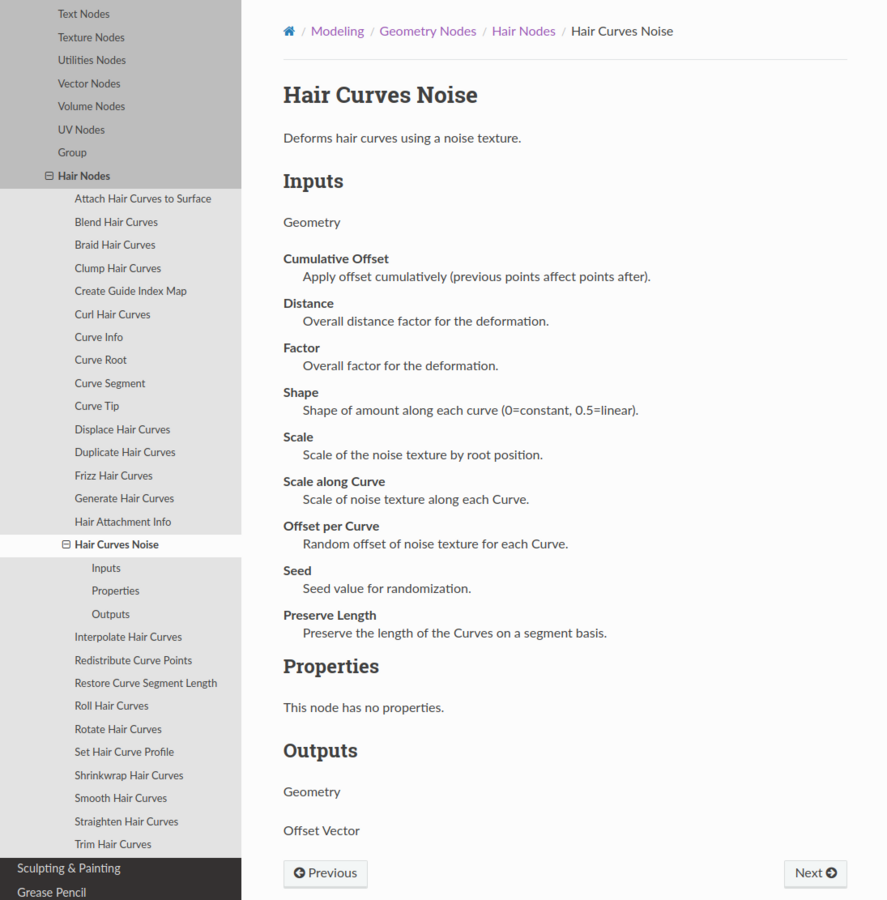 Text Nodes
Texture Nodes
Utilities Nodes
Vector Nodes
Volume Nodes
UV Nodes
Group
Hair Nodes
Attach Hair Curves to Surface
Blend Hair Curves
Braid Hair Curves
Clump Hair Curves
Create Guide Index Map
Curl Hair Curves
Curve Info
Curve Root
Curve Segment
Curve Tip
Displace Hair Curves
Duplicate Hair Curves
Frizz Hair Curves
Generate Hair Curves
Hair Attachment Info
Hair Curves Noise
Inputs
Properties
Outputs
Interpolate Hair Curves
Redistribute Curve Points
Restore Curve Segment Length
Roll Hair Curves
Rotate Hair Curves
Set Hair Curve Profile
Shrinkwrap Hair Curves
Smooth Hair Curves
Straighten Hair Curves
Trim Hair Curves
Sculpting & Painting
Grease Pencil
/ Modeling / Geometry Nodes / Hair Nodes / Hair Curves Noise
Hair Curves Noise
Deforms hair curves using a noise texture.
Inputs
Geometry
Cumulative Offset
Apply offset cumulatively (previous points affect points after).
Distance
Overall distance factor for the deformation.
Factor
Overall factor for the deformation.
Shape
Shape of amount along each curve (0=constant, 0.5=linear).
Scale
Scale of the noise texture by root position.
Scale along Curve
Scale of noise texture along each Curve.
Offset per Curve
Random offset of noise texture for each Curve.
Seed
Seed value for randomization.
Preserve Length
Preserve the length of the Curves on a segment basis.
Properties
This node has no properties.
Outputs
Geometry
Offset Vector
Previous
Next